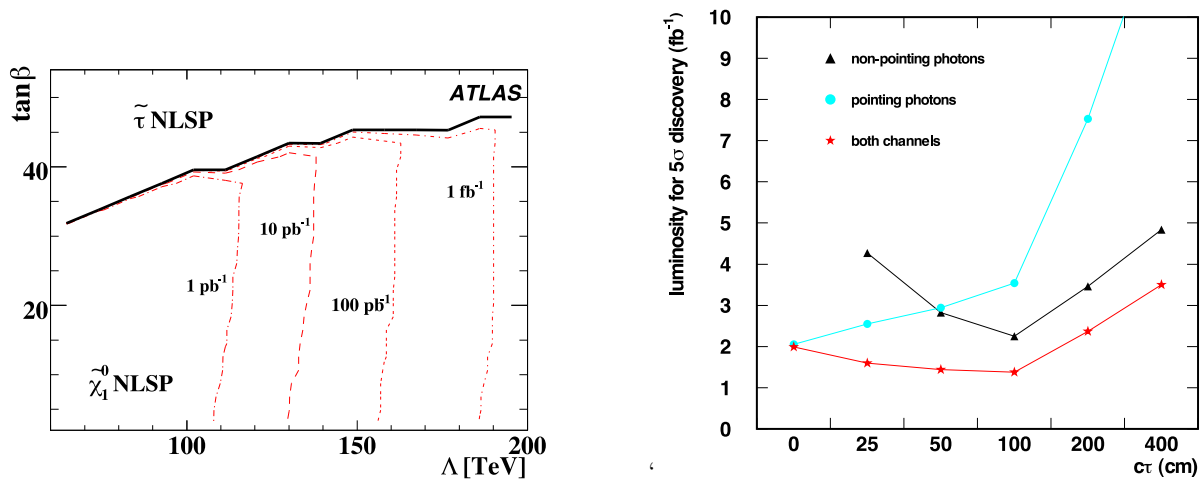 tanβ
τ̃ NLSP
ATLAS
40
20
1 pb⁻¹
10 pb⁻¹
100 pb⁻¹
1 fb⁻¹
χ̃⁰₁ NLSP
100
150
200
Λ [TeV]
‘
luminosity for 5σ discovery (fb⁻¹)
10
9
8
7
6
5
4
3
2
1
0
non-pointing photons
pointing photons
both channels
0 25 50 100 200 400
cτ (cm)